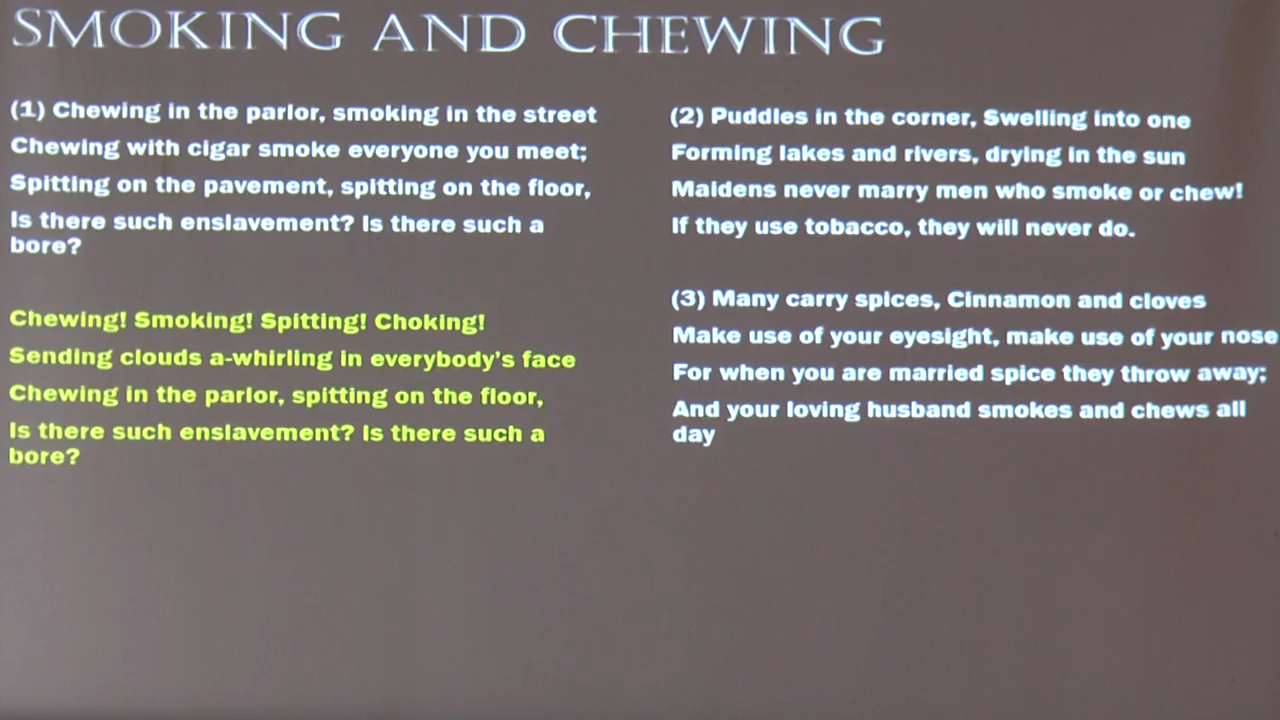 SMOKING AND CHEWING
(1) Chewing in the parlor, smoking in the street
Chewing with cigar smoke everyone you meet;
Spitting on the pavement, spitting on the floor,
Is there such enslavement? Is there such a
bore?
Chewing! Smoking! Spitting! Choking!
Sending clouds a-whirling in everybody's face
Chewing in the parlor, spitting on the floor,
Is there such enslavement? Is there such a
bore?
(2) Puddles in the corner, Swelling into one
Forming lakes and rivers, drying in the sun
Maidens never marry men who smoke or chew!
If they use tobacco, they will never do.
(3) Many carry spices, Cinnamon and cloves
Make use of your eyesight, make use of your nose
For when you are married spice they throw away;
And your loving husband smokes and chews all
day